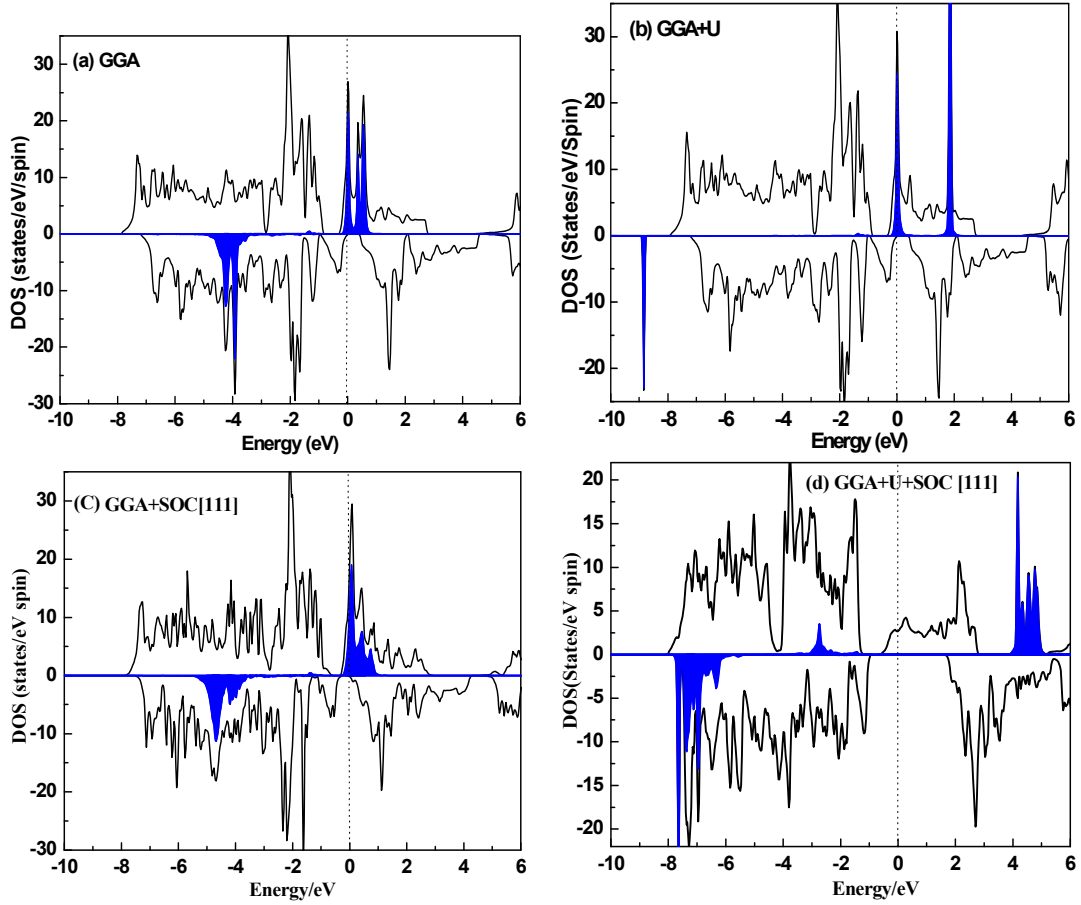 (a) GGA
DOS (states/eV/spin)
30
20
10
0
-10
-20
-30
-10 -8 -6 -4 -2 0 2 4 6
Energy (eV)
(b) GGA+U
DOS (States/eV/Spin)
30
20
10
0
-10
-20
-10 -8 -6 -4 -2 0 2 4 6
Energy (eV)
(C) GGA+SOC[111]
DOS (states/eV spin)
30
20
10
0
-10
-20
-30
-10 -8 -6 -4 -2 0 2 4 6
Energy/eV
(d) GGA+U+SOC [111]
DOS(States/eV spin)
20
15
10
5
0
-5
-10
-15
-20
-10 -8 -6 -4 -2 0 2 4 6
Energy/eV